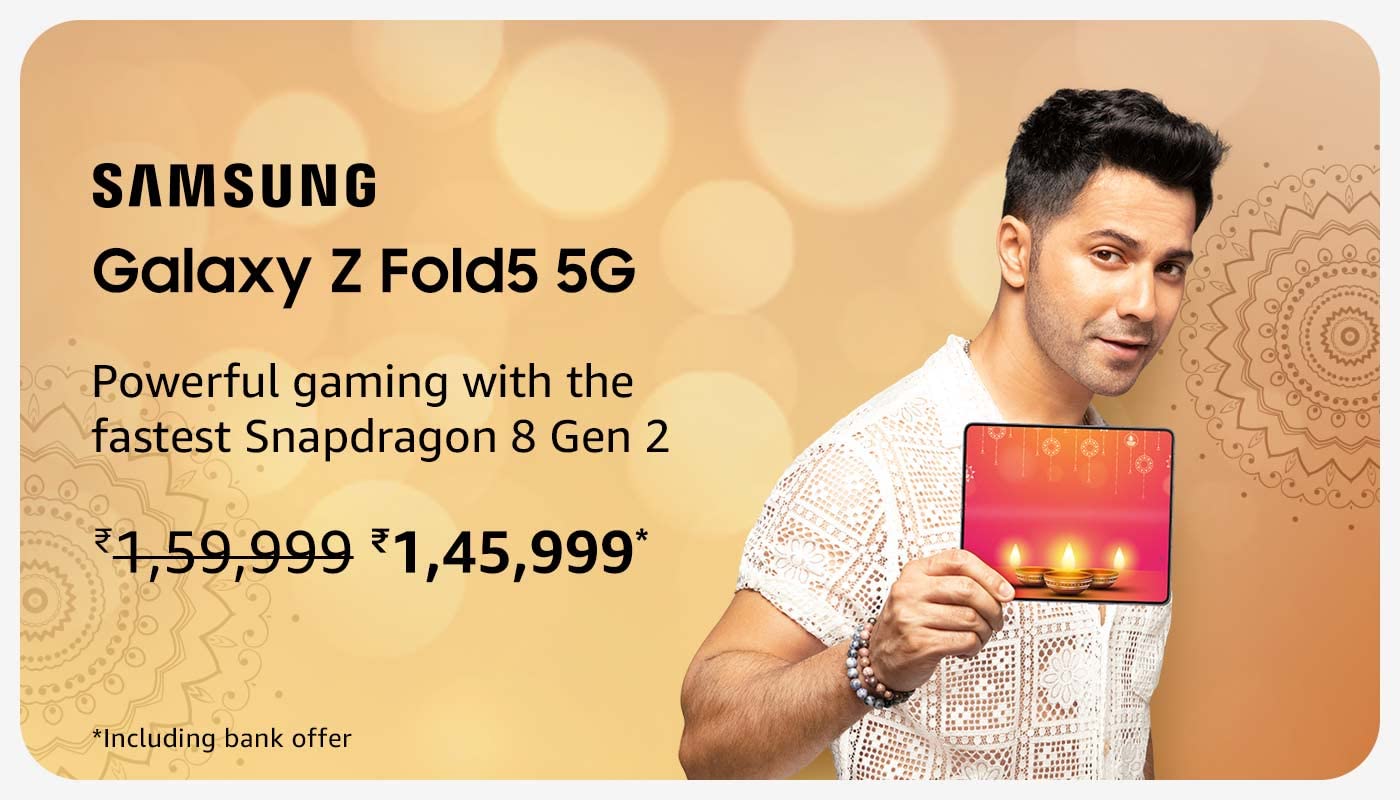 SAMSUNG
Galaxy Z Fold5 5G
Powerful gaming with the
fastest Snapdragon 8 Gen 2
₹1,59,999 ₹1,45,999*
*Including bank offer